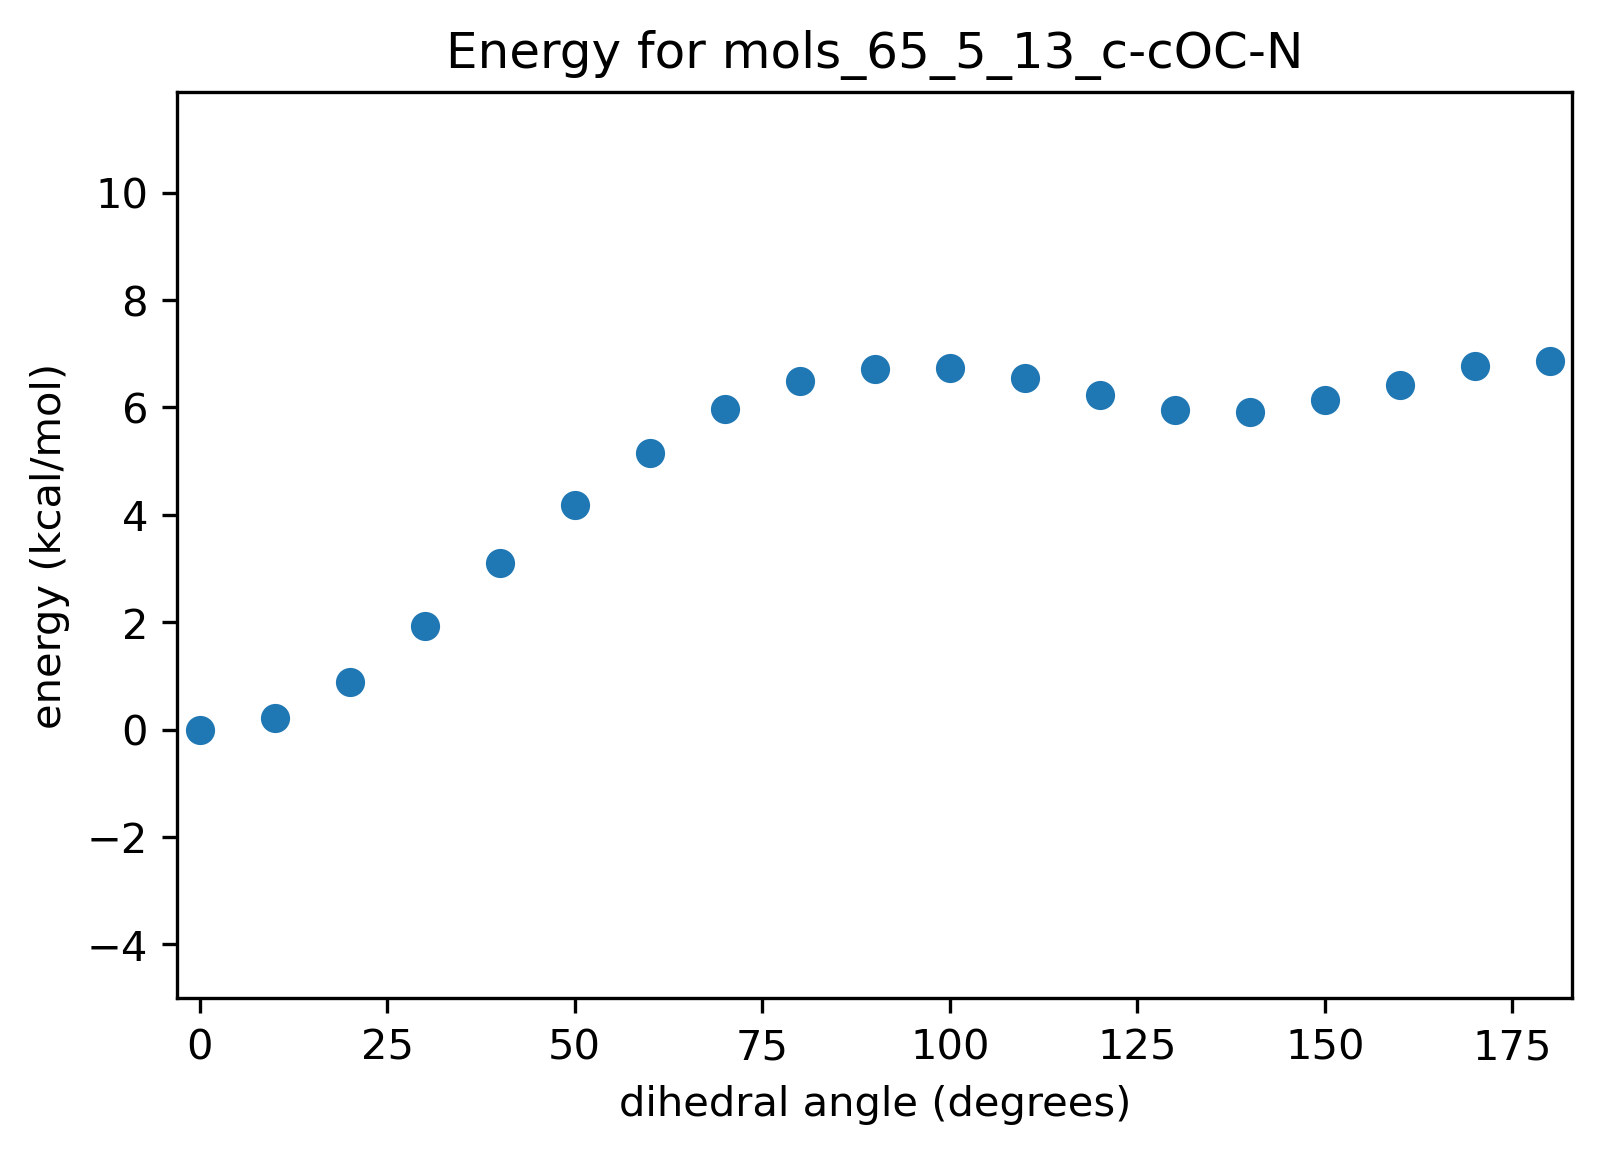 Energy for mols_65_5_13_c-cOC-N
energy (kcal/mol)
10
8
6
4
2
0
−2
−4
0 25 50 75 100 125 150 175
dihedral angle (degrees)